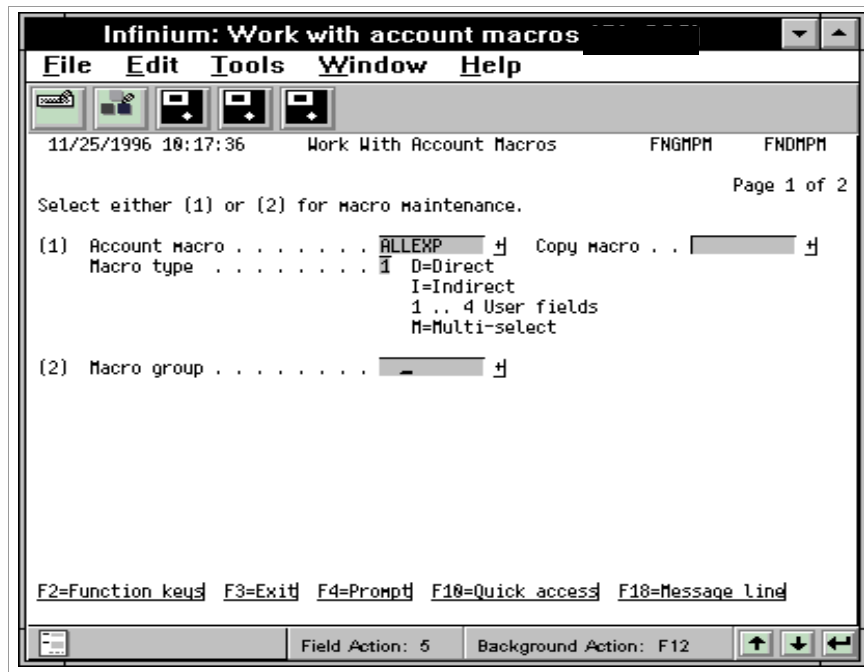 Infinium: Work with account macros
File Edit Tools Window Help
11/25/1996 10:17:36 Work With Account Macros FNGMPM FNDMPM
Page 1 of 2
Select either (1) or (2) for macro maintenance.
(1) Account macro . . . . . . . ALLEXP + Copy macro . . +
Macro type . . . . . . . . 1 D=Direct
I=Indirect
1 .. 4 User fields
M=Multi-select
(2) Macro group . . . . . . . . _ +
F2=Function keys F3=Exit F4=Prompt F10=Quick access F18=Message line
Field Action: 5 Background Action: F12